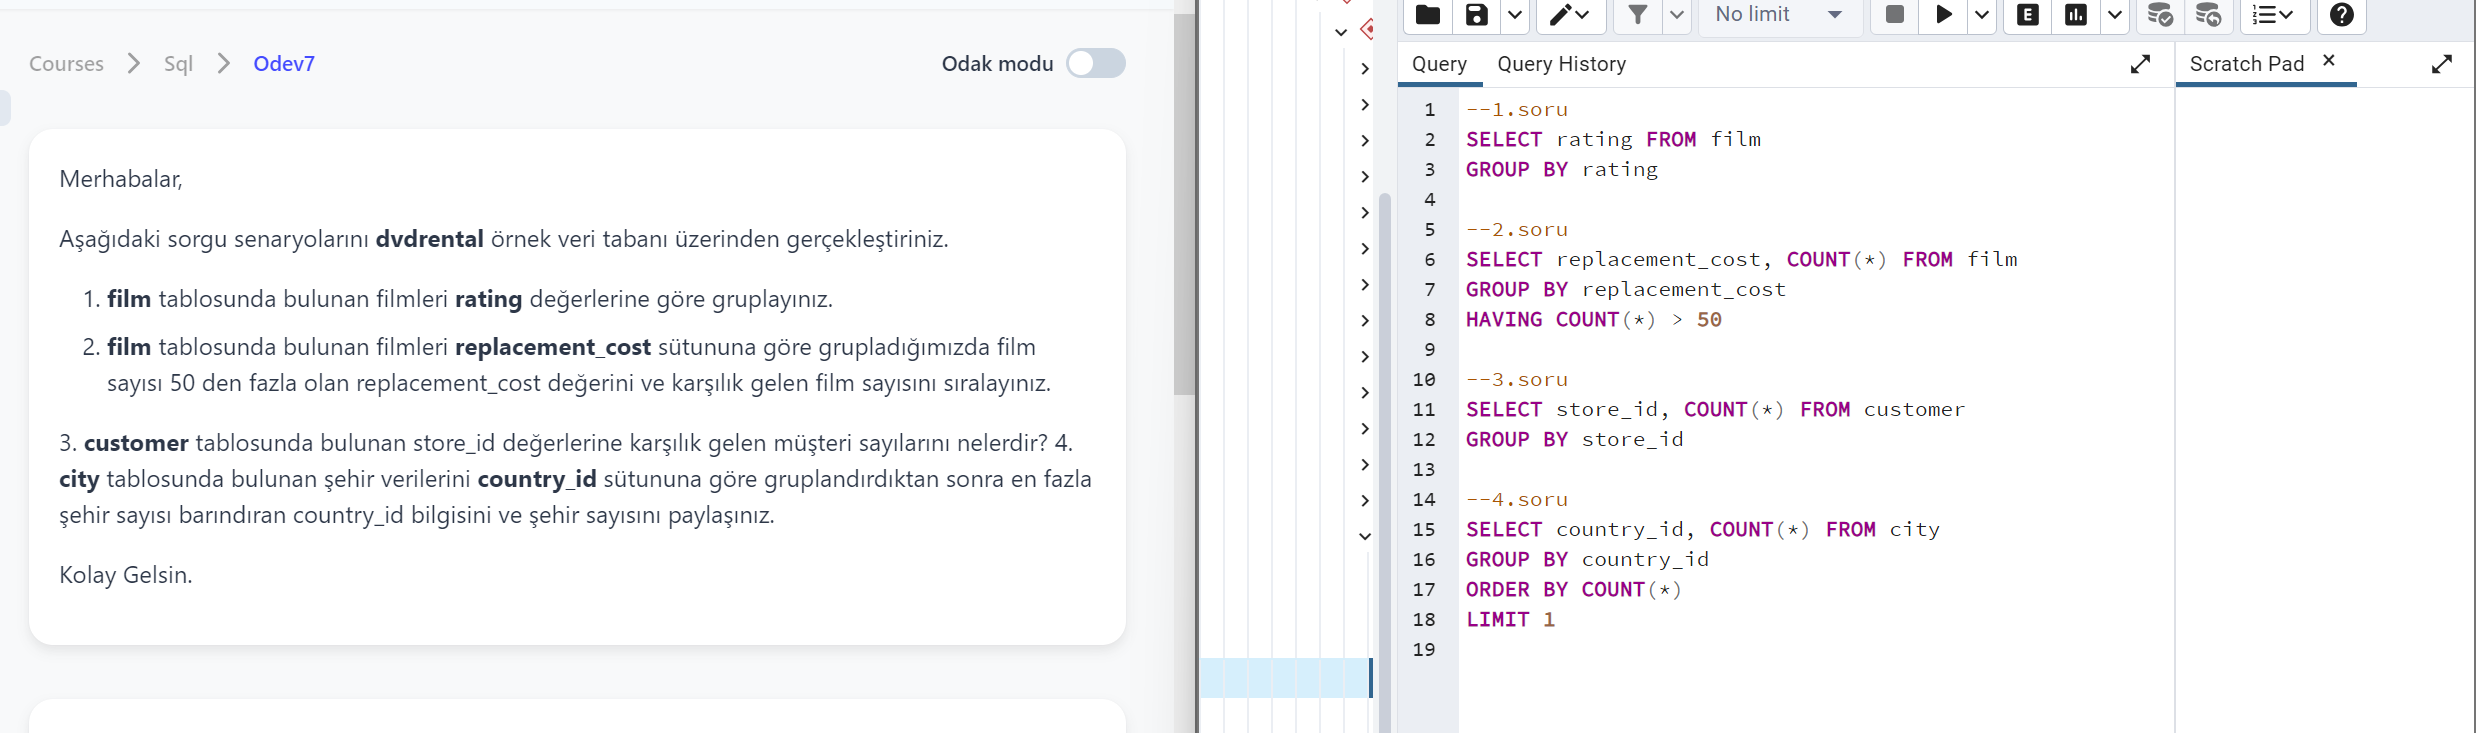 Courses > Sql > Odev7
Odak modu
Merhabalar,
Aşağıdaki sorgu senaryolarını dvdrental örnek veri tabanı üzerinden gerçekleştiriniz.
1. film tablosunda bulunan filmleri rating değerlerine göre gruplayınız.
2. film tablosunda bulunan filmleri replacement_cost sütununa göre grupladığımızda film
sayısı 50 den fazla olan replacement_cost değerini ve karşılık gelen film sayısını sıralayınız.
3. customer tablosunda bulunan store_id değerlerine karşılık gelen müşteri sayılarını nelerdir? 4.
city tablosunda bulunan şehir verilerini country_id sütununa göre gruplandırdıktan sonra en fazla
şehir sayısı barındıran country_id bilgisini ve şehir sayısını paylaşınız.
Kolay Gelsin.
No limit
E
Query
Query History
Scratch Pad ×
1 --1.soru
2 SELECT rating FROM film
3 GROUP BY rating
4
5 --2.soru
6 SELECT replacement_cost, COUNT(*) FROM film
7 GROUP BY replacement_cost
8 HAVING COUNT(*) > 50
9
10 --3.soru
11 SELECT store_id, COUNT(*) FROM customer
12 GROUP BY store_id
13
14 --4.soru
15 SELECT country_id, COUNT(*) FROM city
16 GROUP BY country_id
17 ORDER BY COUNT(*)
18 LIMIT 1
19